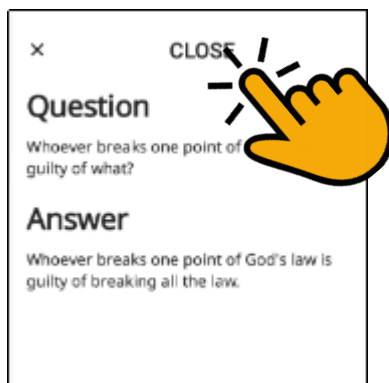 × CLOSE
Question
Whoever breaks one point of
guilty of what?
Answer
Whoever breaks one point of God's law is
guilty of breaking all the law.